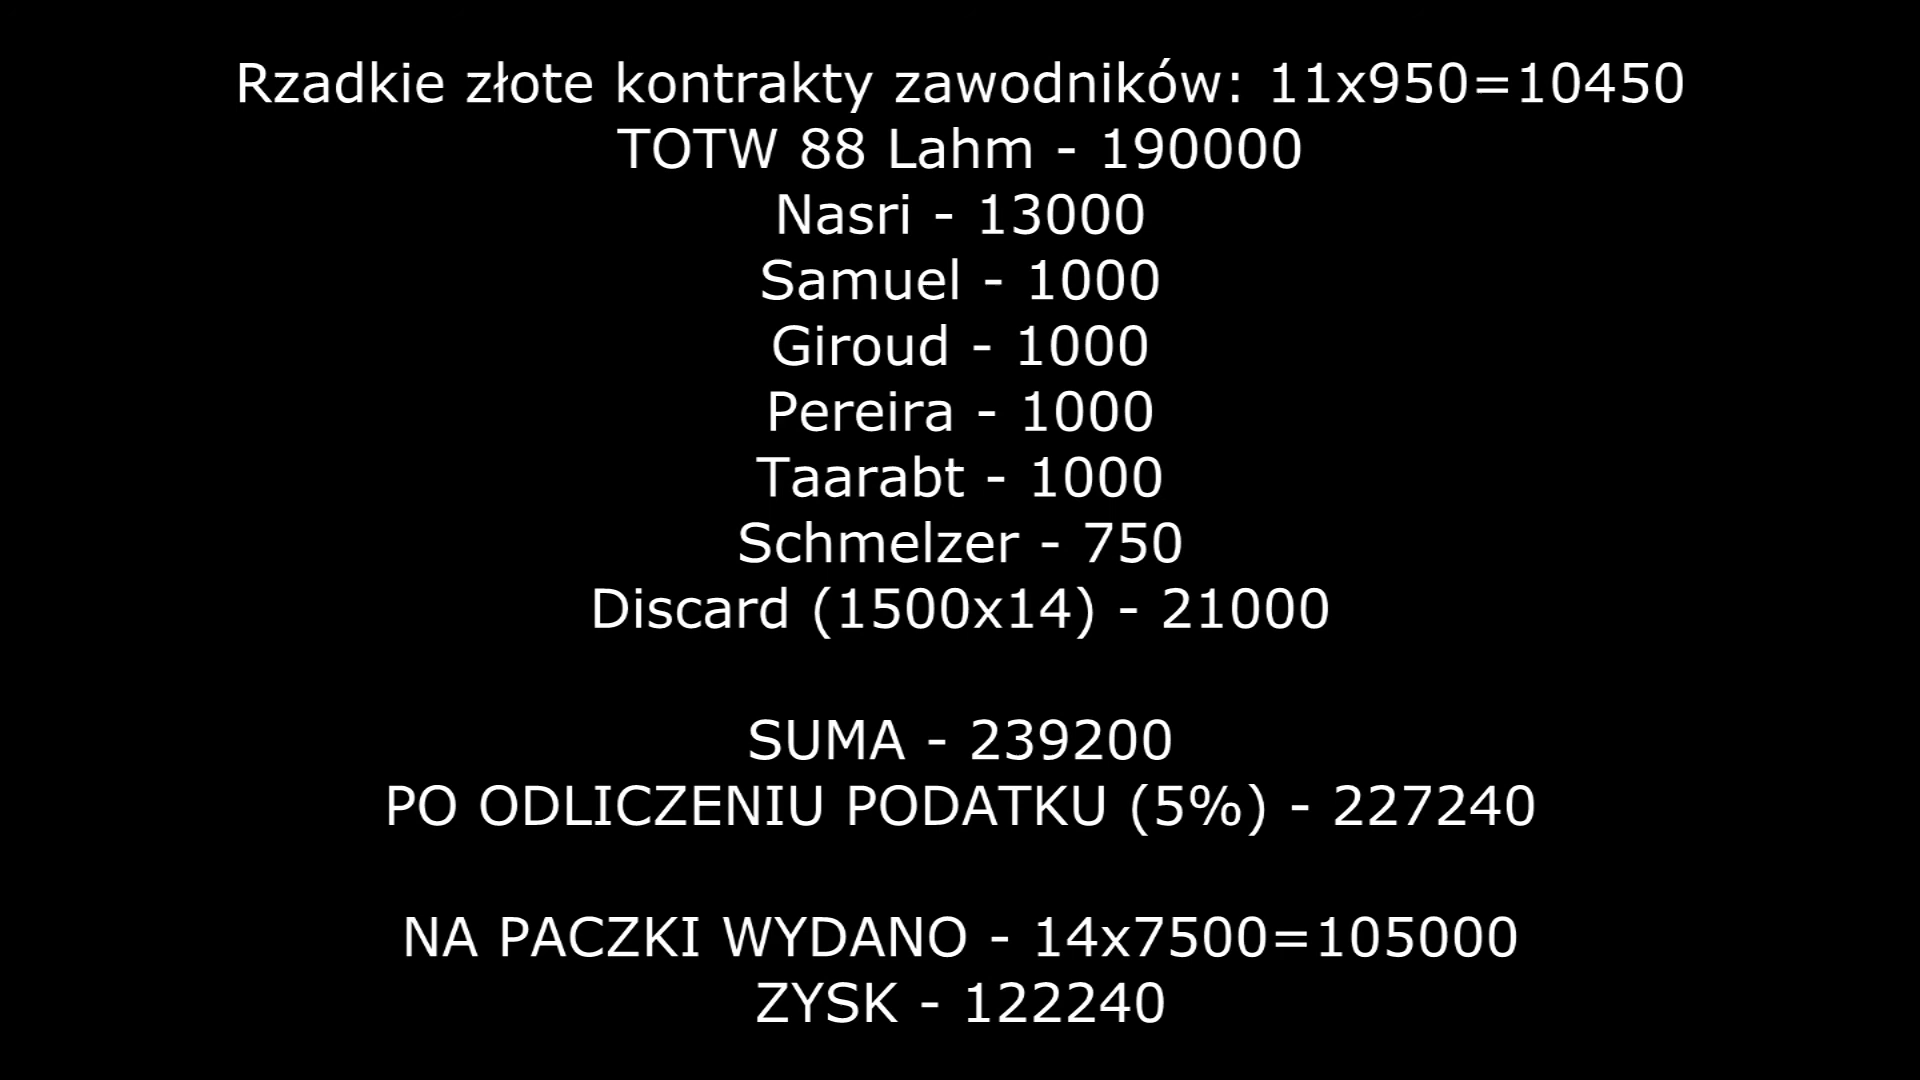 Rzadkie złote kontrakty zawodników: 11x950=10450
TOTW 88 Lahm - 190000
Nasri - 13000
Samuel - 1000
Giroud - 1000
Pereira - 1000
Taarabt - 1000
Schmelzer - 750
Discard (1500x14) - 21000
SUMA - 239200
PO ODLICZENIU PODATKU (5%) - 227240
NA PACZKI WYDANO - 14x7500=105000
ZYSK - 122240